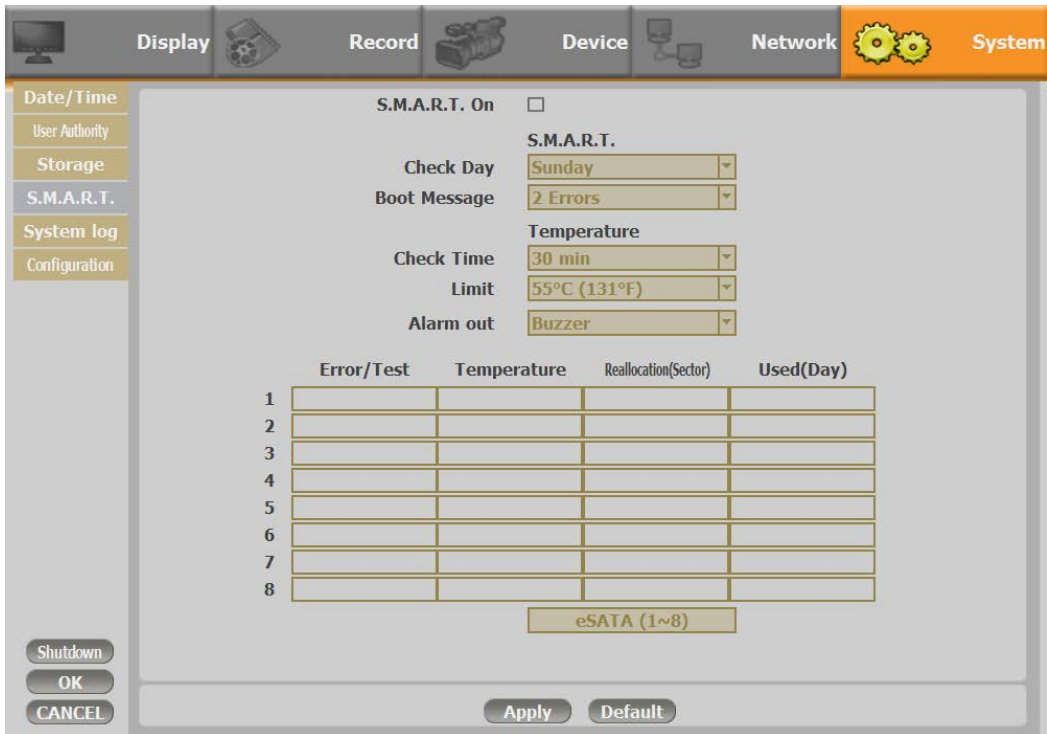 Display Record Device Network System
Date/Time
User Authority
Storage
S.M.A.R.T.
System log
Configuration
S.M.A.R.T. On
S.M.A.R.T.
Check Day Sunday
Boot Message 2 Errors
Temperature
Check Time 30 min
Limit 55°C (131°F)
Alarm out Buzzer
Error/Test Temperature Reallocation(Sector) Used(Day)
1
2
3
4
5
6
7
8
eSATA (1~8)
Shutdown
OK
CANCEL
Apply Default